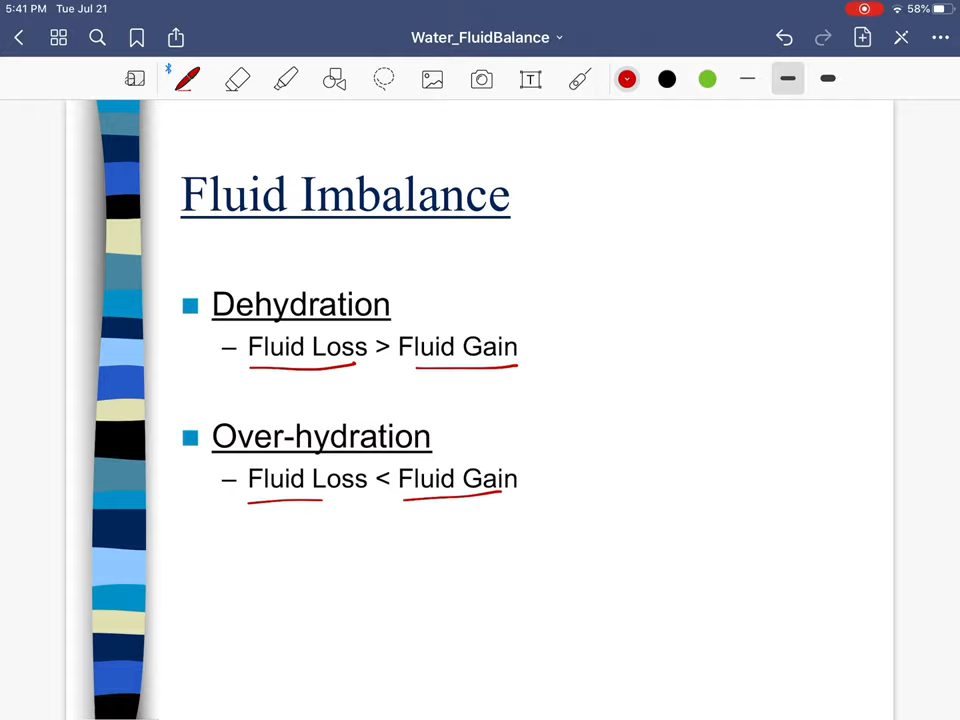 5:41 PM Tue Jul 21
58%
Water_FluidBalance
T
Fluid Imbalance
Dehydration
– Fluid Loss > Fluid Gain
Over-hydration
– Fluid Loss < Fluid Gain